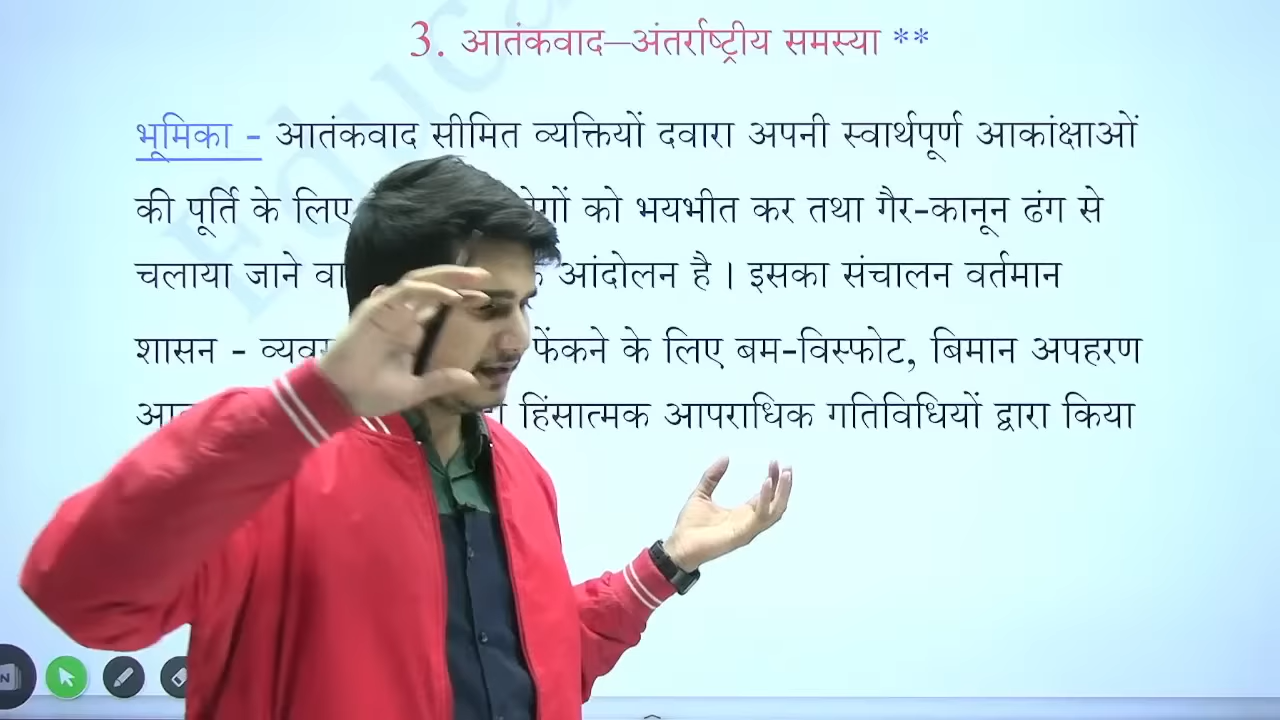 3. आतंकवाद–अंतर्राष्ट्रीय समस्या **
भूमिका - आतंकवाद सीमित व्यक्तियों दवारा अपनी स्वार्थपूर्ण आकांक्षाओं
की पूर्ति के लिए को भयभीत कर तथा गैर-कानून ढंग से
चलाया जाने आंदोलन है । इसका संचालन वर्तमान
शासन - फेंकने के लिए बम-विस्फोट, बिमान अपहरण
हिंसात्मक आपराधिक गतिविधियों द्वारा किया
N